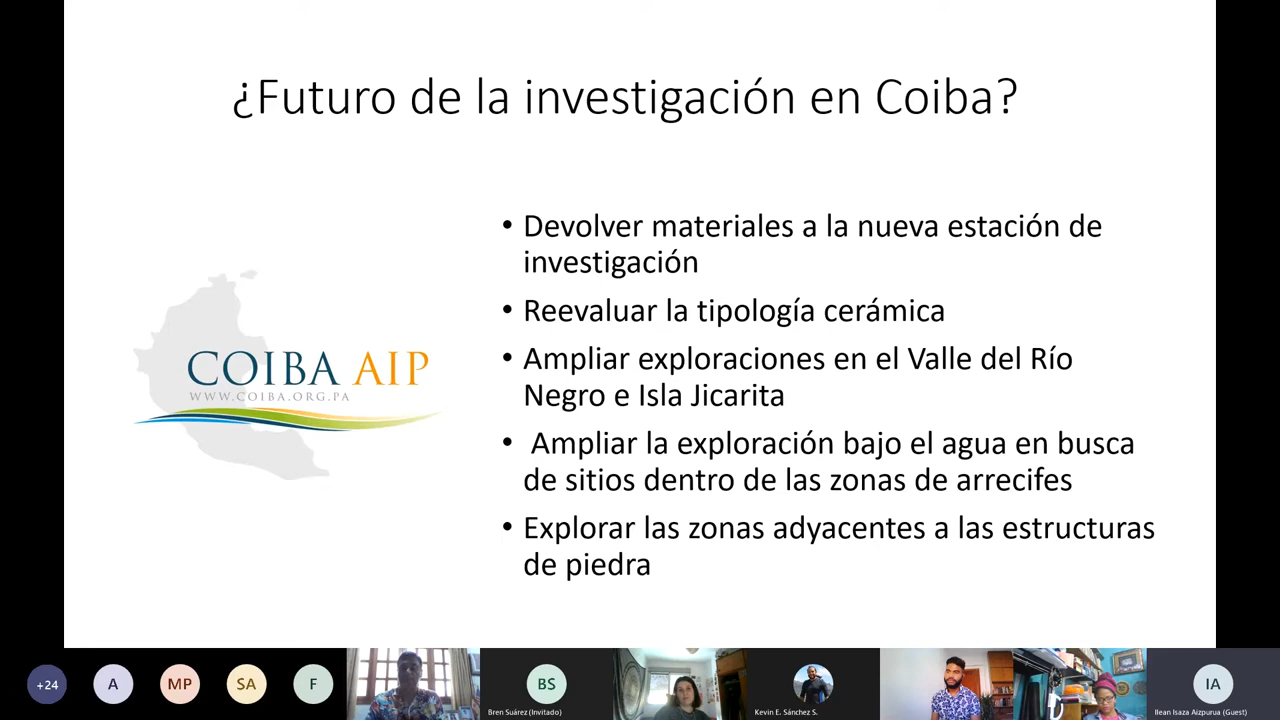 ¿Futuro de la investigación en Coiba?
• Devolver materiales a la nueva estación de
investigación
• Reevaluar la tipología cerámica
• Ampliar exploraciones en el Valle del Río
Negro e Isla Jicarita
• Ampliar la exploración bajo el agua en busca
de sitios dentro de las zonas de arrecifes
• Explorar las zonas adyacentes a las estructuras
de piedra
COIBA AIP
WWW.COIBA.ORG.PA
+24
A
MP
SA
F
BS
Bren Suárez (Invitado)
Kevin E. Sánchez S.
IA
Ilean Isaza Aizpurua (Guest)